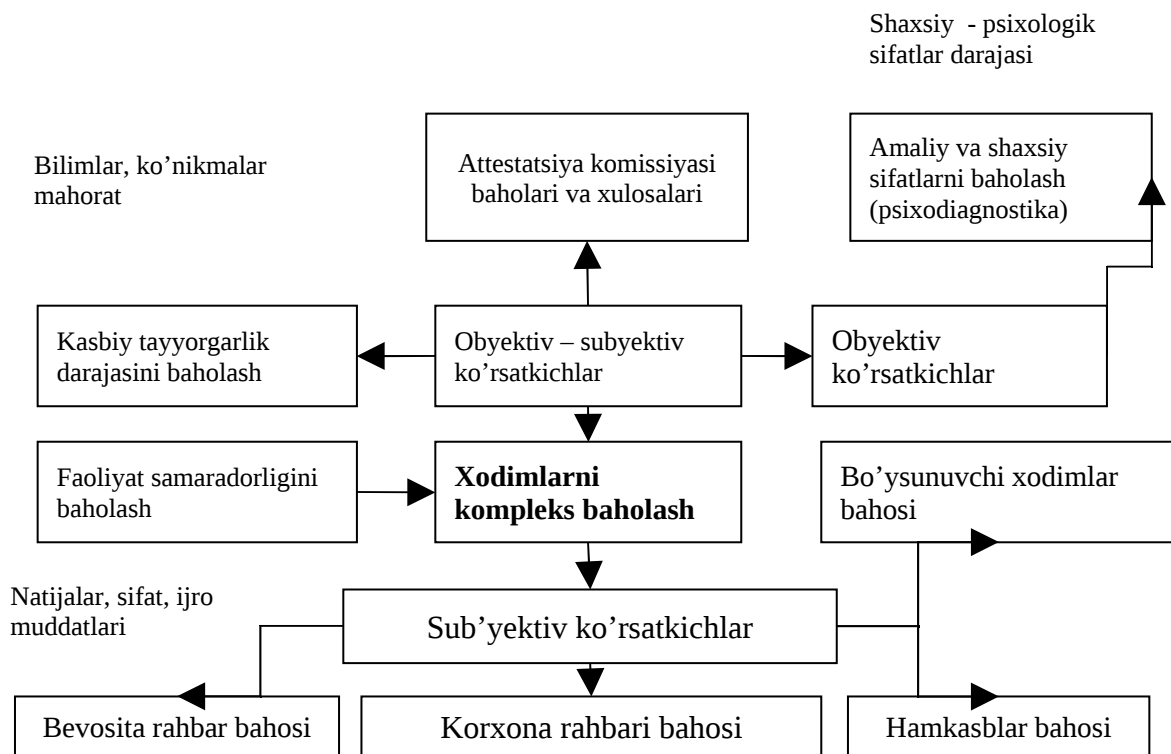 Shaxsiy - psixologik
sifatlar darajasi
Bilimlar, ko’nikmalar
mahorat
Attestatsiya komissiyasi
baholari va xulosalari
Amaliy va shaxsiy
sifatlarni baholash
(psixodiagnostika)
Kasbiy tayyorgarlik
darajasini baholash
Obyektiv – subyektiv
ko’rsatkichlar
Obyektiv
ko’rsatkichlar
Faoliyat samaradorligini
baholash
Xodimlarni
kompleks baholash
Bo’ysunuvchi xodimlar
bahosi
Natijalar, sifat, ijro
muddatlari
Sub’yektiv ko’rsatkichlar
Bevosita rahbar bahosi
Korxona rahbari bahosi
Hamkasblar bahosi